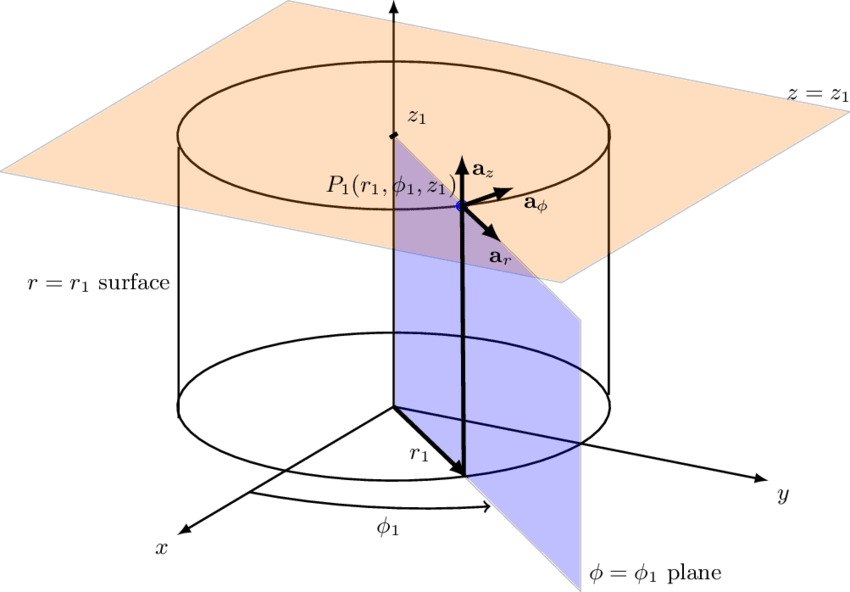 z = z₁
z₁
a_z
P₁(r₁, ϕ₁, z₁)
a_ϕ
a_r
r = r₁ surface
r₁
y
ϕ₁
x
ϕ = ϕ₁ plane